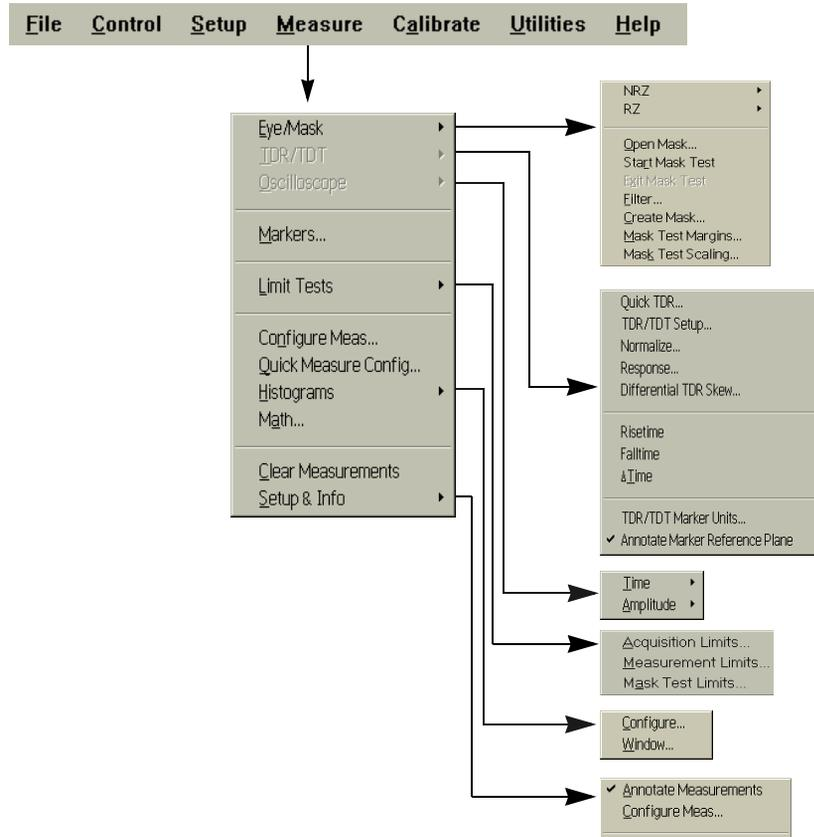 File Control Setup Measure Calibrate Utilities Help
Eye/Mask
TDR/TDT
Oscilloscope
Markers...
Limit Tests
Configure Meas...
Quick Measure Config...
Histograms
Math...
Clear Measurements
Setup & Info
NRZ
RZ
Open Mask...
Start Mask Test
Exit Mask Test
Filter...
Create Mask...
Mask Test Margins...
Mask Test Scaling...
Quick TDR...
TDR/TDT Setup...
Normalize...
Response...
Differential TDR Skew...
Risetime
Falltime
ΔTime
TDR/TDT Marker Units...
✔ Annotate Marker Reference Plane
Time
Amplitude
Acquisition Limits...
Measurement Limits...
Mask Test Limits...
Configure...
Window...
✔ Annotate Measurements
Configure Meas...